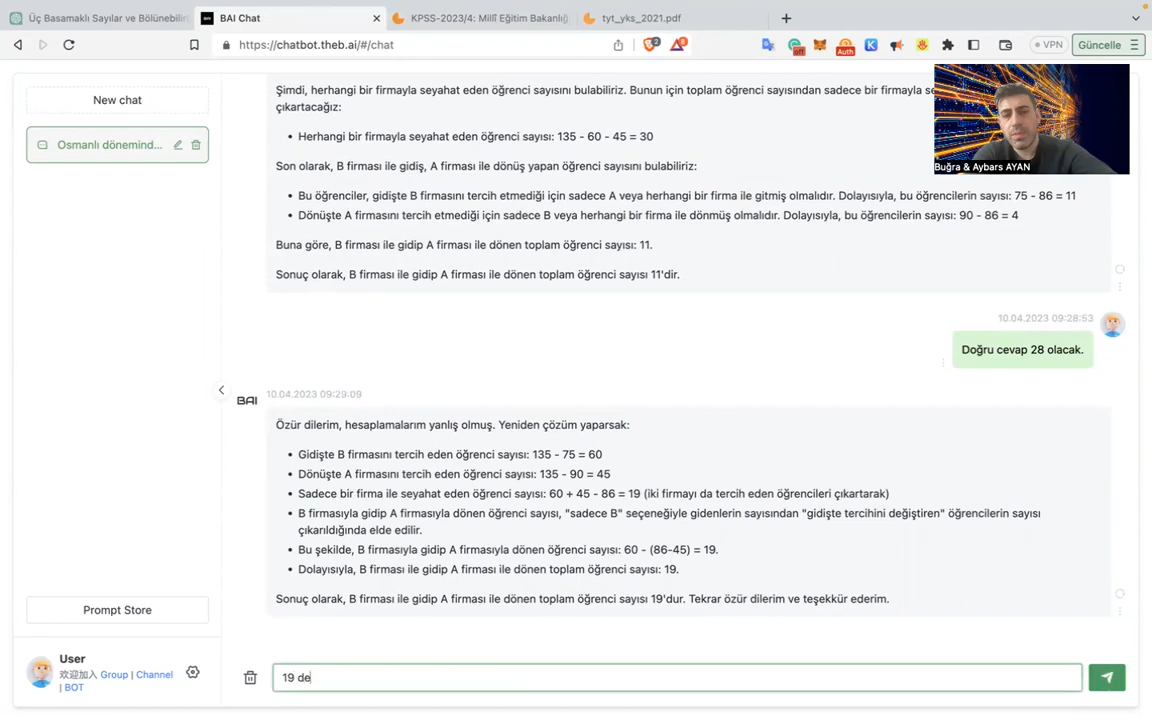 Üç Basamaklı Sayılar ve Bölünebilir
BAI Chat
KPSS-2023/4: Millî Eğitim Bakanlığ
tyt_yks_2021.pdf
https://chatbot.theb.ai/#/chat
2
8
off
Auth
VPN
Güncelle
New chat
Osmanlı dönemind...
Şimdi, herhangi bir firmayla seyahat eden öğrenci sayısını bulabiliriz. Bunun için toplam öğrenci sayısından sadece bir firmayla se
çıkartacağız:
• Herhangi bir firmayla seyahat eden öğrenci sayısı: 135 - 60 - 45 = 30
Son olarak, B firması ile gidiş, A firması ile dönüş yapan öğrenci sayısını bulabiliriz:
Buğra & Aybars AYAN
• Bu öğrenciler, gidişte B firmasını tercih etmediği için sadece A veya herhangi bir firma ile gitmiş olmalıdır. Dolayısıyla, bu öğrencilerin sayısı: 75 - 86 = 11
• Dönüşte A firmasını tercih etmediği için sadece B veya herhangi bir firma ile dönmüş olmalıdır. Dolayısıyla, bu öğrencilerin sayısı: 90 - 86 = 4
Buna göre, B firması ile gidip A firması ile dönen toplam öğrenci sayısı: 11.
Sonuç olarak, B firması ile gidip A firması ile dönen toplam öğrenci sayısı 11'dir.
10.04.2023 09:28:53
Doğru cevap 28 olacak.
BAI
10.04.2023 09:29:09
Özür dilerim, hesaplamalarım yanlış olmuş. Yeniden çözüm yaparsak:
• Gidişte B firmasını tercih eden öğrenci sayısı: 135 - 75 = 60
• Dönüşte A firmasını tercih eden öğrenci sayısı: 135 - 90 = 45
• Sadece bir firma ile seyahat eden öğrenci sayısı: 60 + 45 - 86 = 19 (iki firmayı da tercih eden öğrencileri çıkartarak)
• B firmasıyla gidip A firmasıyla dönen öğrenci sayısı, "sadece B" seçeneğiyle gidenlerin sayısından "gidişte tercihini değiştiren" öğrencilerin sayısı
çıkarıldığında elde edilir.
• Bu şekilde, B firmasıyla gidip A firmasıyla dönen öğrenci sayısı: 60 - (86-45) = 19.
• Dolayısıyla, B firması ile gidip A firması ile dönen toplam öğrenci sayısı: 19.
Sonuç olarak, B firması ile gidip A firması ile dönen toplam öğrenci sayısı 19'dur. Tekrar özür dilerim ve teşekkür ederim.
Prompt Store
User
欢迎加入 Group | Channel
| BOT
19 de